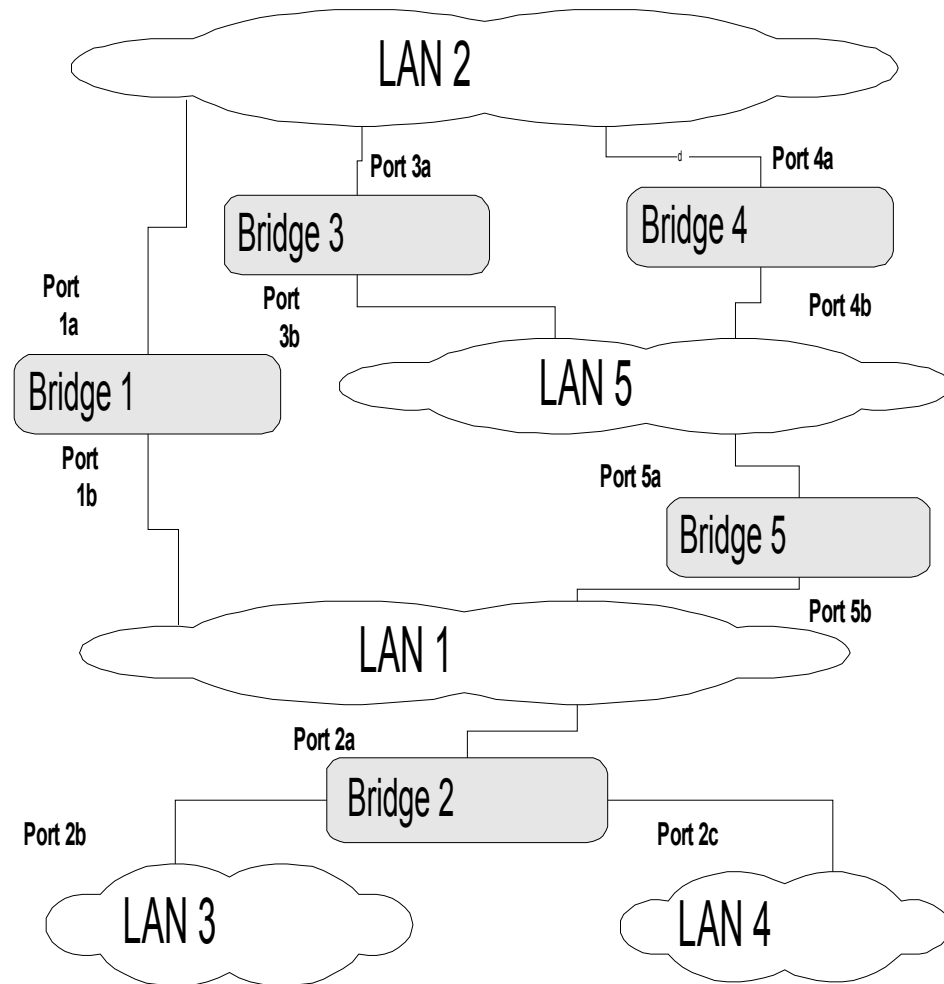 LAN 2
Port 3a
Port 4a
Bridge 3
Bridge 4
Port
1a
Port
3b
Port 4b
Bridge 1
LAN 5
Port
1b
Port 5a
Bridge 5
Port 5b
LAN 1
Port 2a
Bridge 2
Port 2b
Port 2c
LAN 3
LAN 4